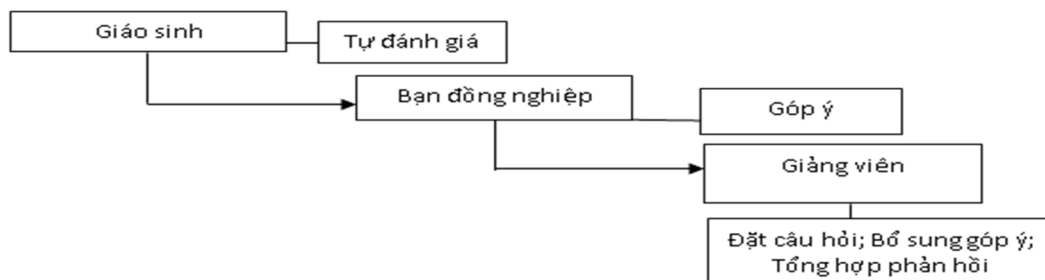 Giáo sinh
Tự đánh giá
Bạn đồng nghiệp
Góp ý
Giảng viên
Đặt câu hỏi; Bổ sung góp ý;
Tổng hợp phản hồi